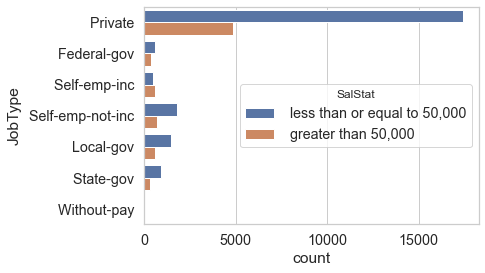 JobType
Private
Federal-gov
Self-emp-inc
Self-emp-not-inc
Local-gov
State-gov
Without-pay
SalStat
less than or equal to 50,000
greater than 50,000
0 5000 10000 15000
count